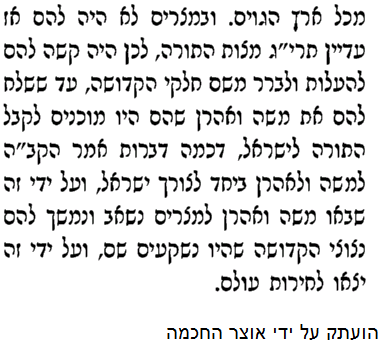 מכל ארץ הגוים. ובמצרים לא היה להם אז
עדיין תרי"ג מצות התורה, לכן היה קשה להם
להעלות ולברר משם חלקי הקדושה, עד ששלח
להם את משה ואהרן שהם היו מוכנים לקבל
התורה לישראל, דכמה דברות אמר הקב"ה
למשה ולאהרן ביחד לצורך ישראל, ועל ידי זה
שבאו משה ואהרן למצרים נשאב ונמשך להם
נצוצי הקדושה שהיו נשקעים שם, ועל ידי זה
יצאו לחירות עולם.
הועתק על ידי אוצר החכמה